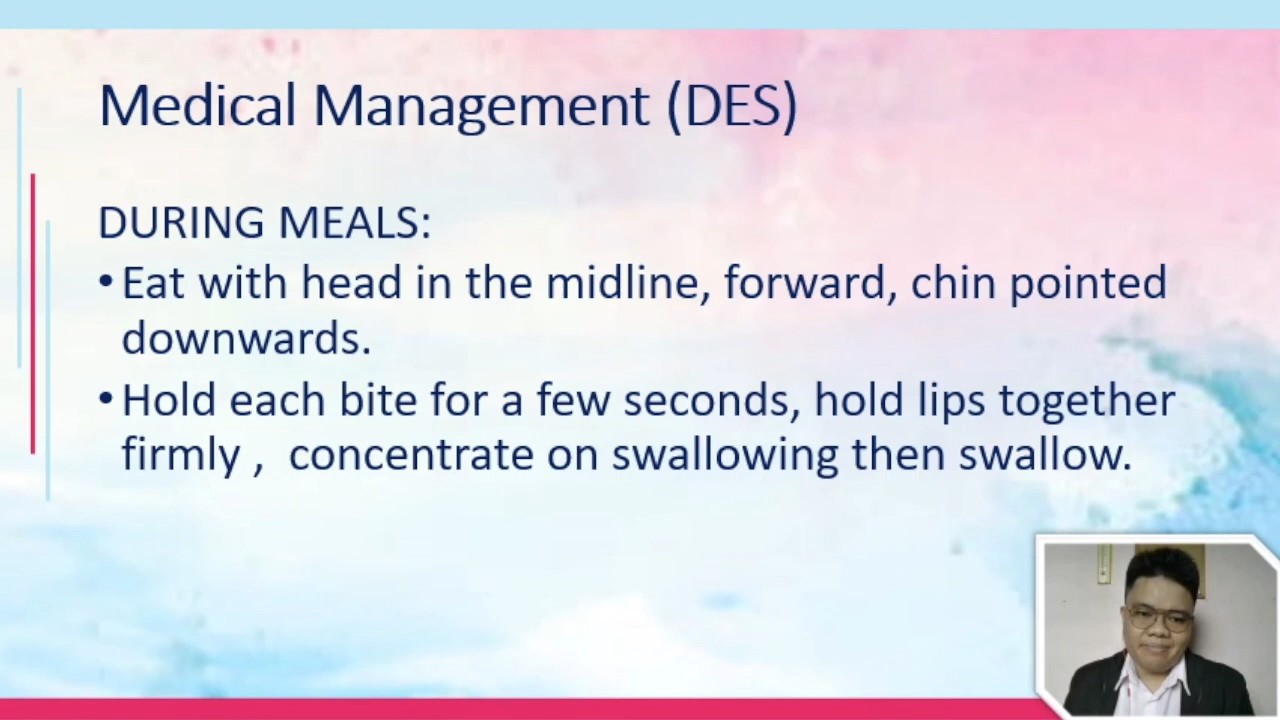 Medical Management (DES)
DURING MEALS:
•Eat with head in the midline, forward, chin pointed
downwards.
•Hold each bite for a few seconds, hold lips together
firmly ,  concentrate on swallowing then swallow.